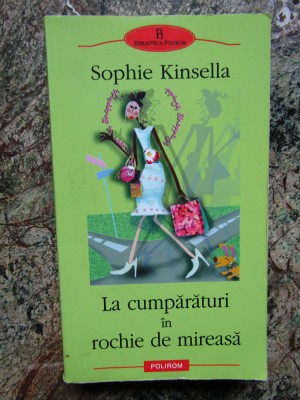 BIBLIOTECA POLIROM
Sophie Kinsella
La cumpărături
în
rochie de mireasă
POLIROM